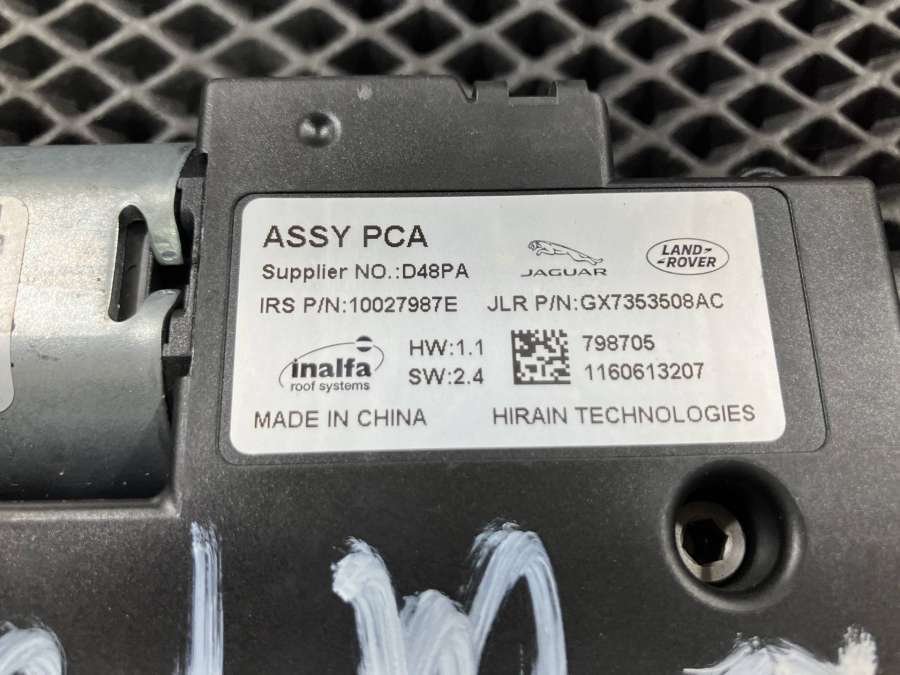 ASSY PCA
Supplier NO.:D48PA
JAGUAR
LAND-
-ROVER
IRS P/N:10027987E JLR P/N:GX7353508AC
inalfa
roof systems
HW:1.1
SW:2.4
798705
1160613207
MADE IN CHINA HIRAIN TECHNOLOGIES